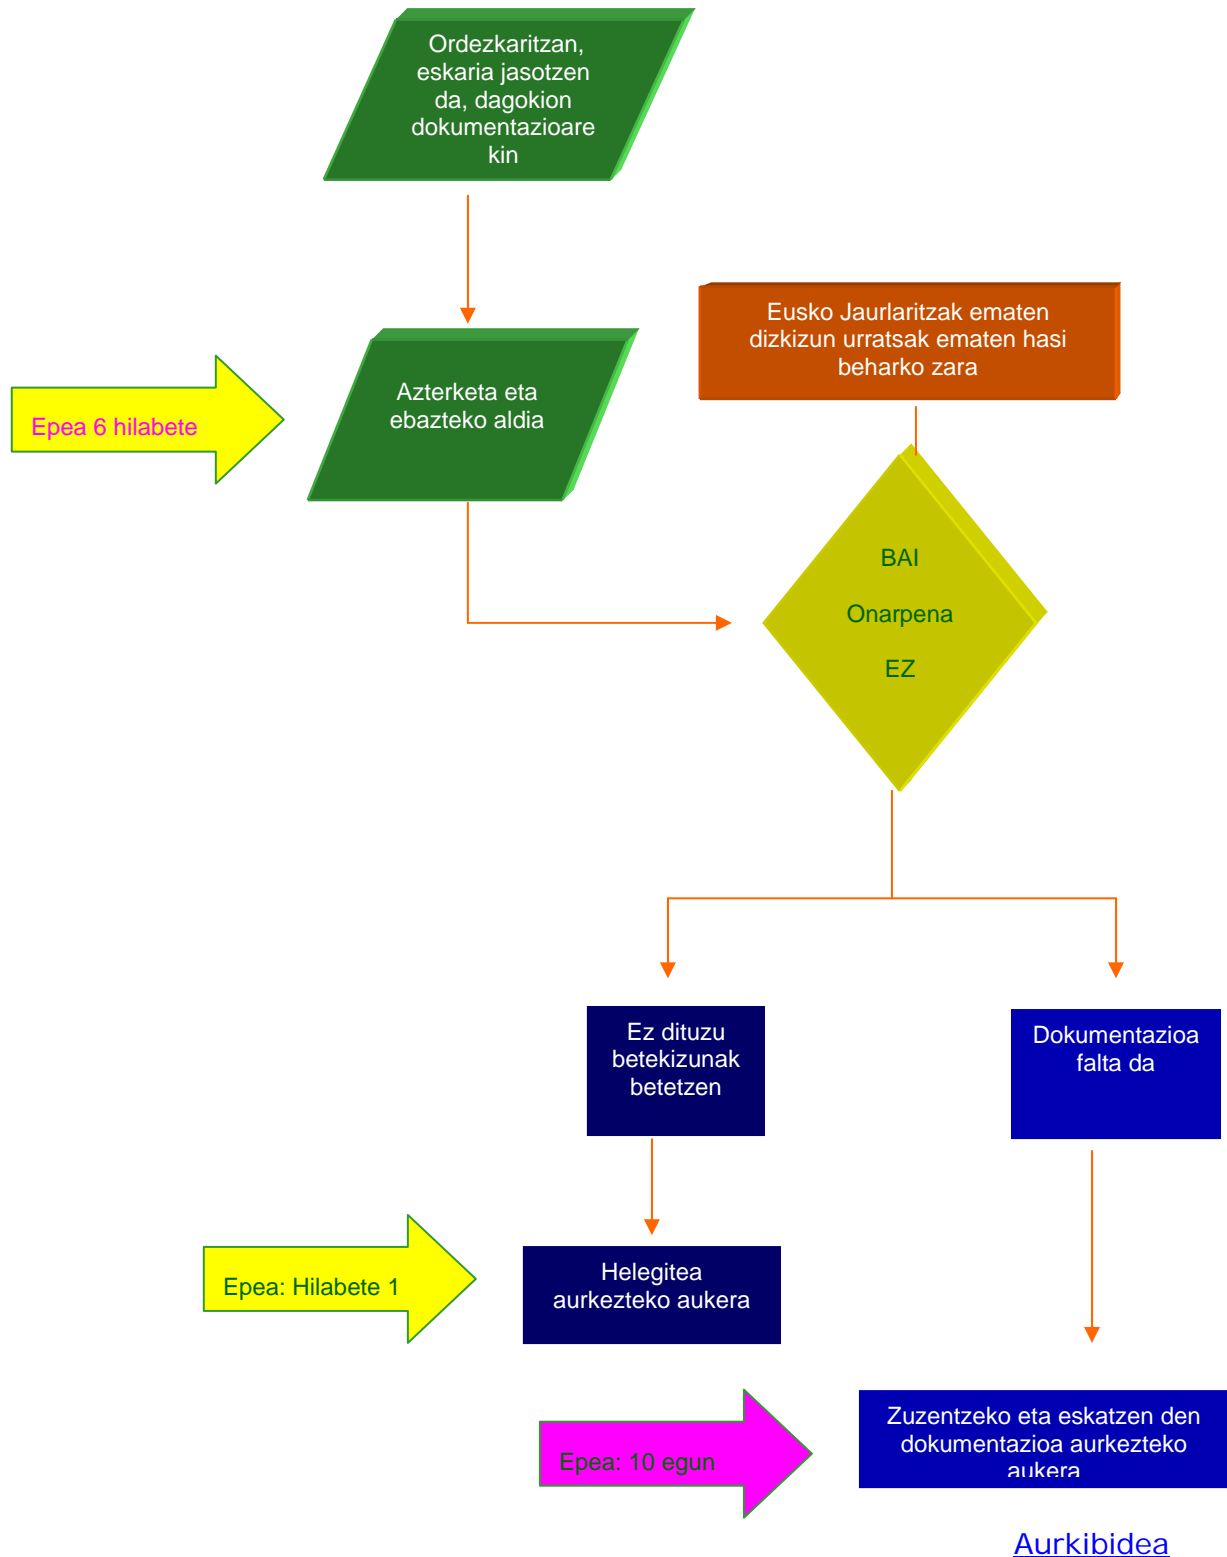 Ordezkaritzan,
eskaria jasotzen
da, dagokion
dokumentazioare
kin
Eusko Jaurlaritzak ematen
dizkizun urratsak ematen hasi
beharko zara
Azterketa eta
ebazteko aldia
Epea 6 hilabete
BAI
Onarpena
EZ
Ez dituzu
betekizunak
betetzen
Dokumentazioa
falta da
Helegitea
aurkezteko aukera
Epea: Hilabete 1
Zuzentzeko eta eskatzen den
dokumentazioa aurkezteko
aukera
Epea: 10 egun
Aurkibidea